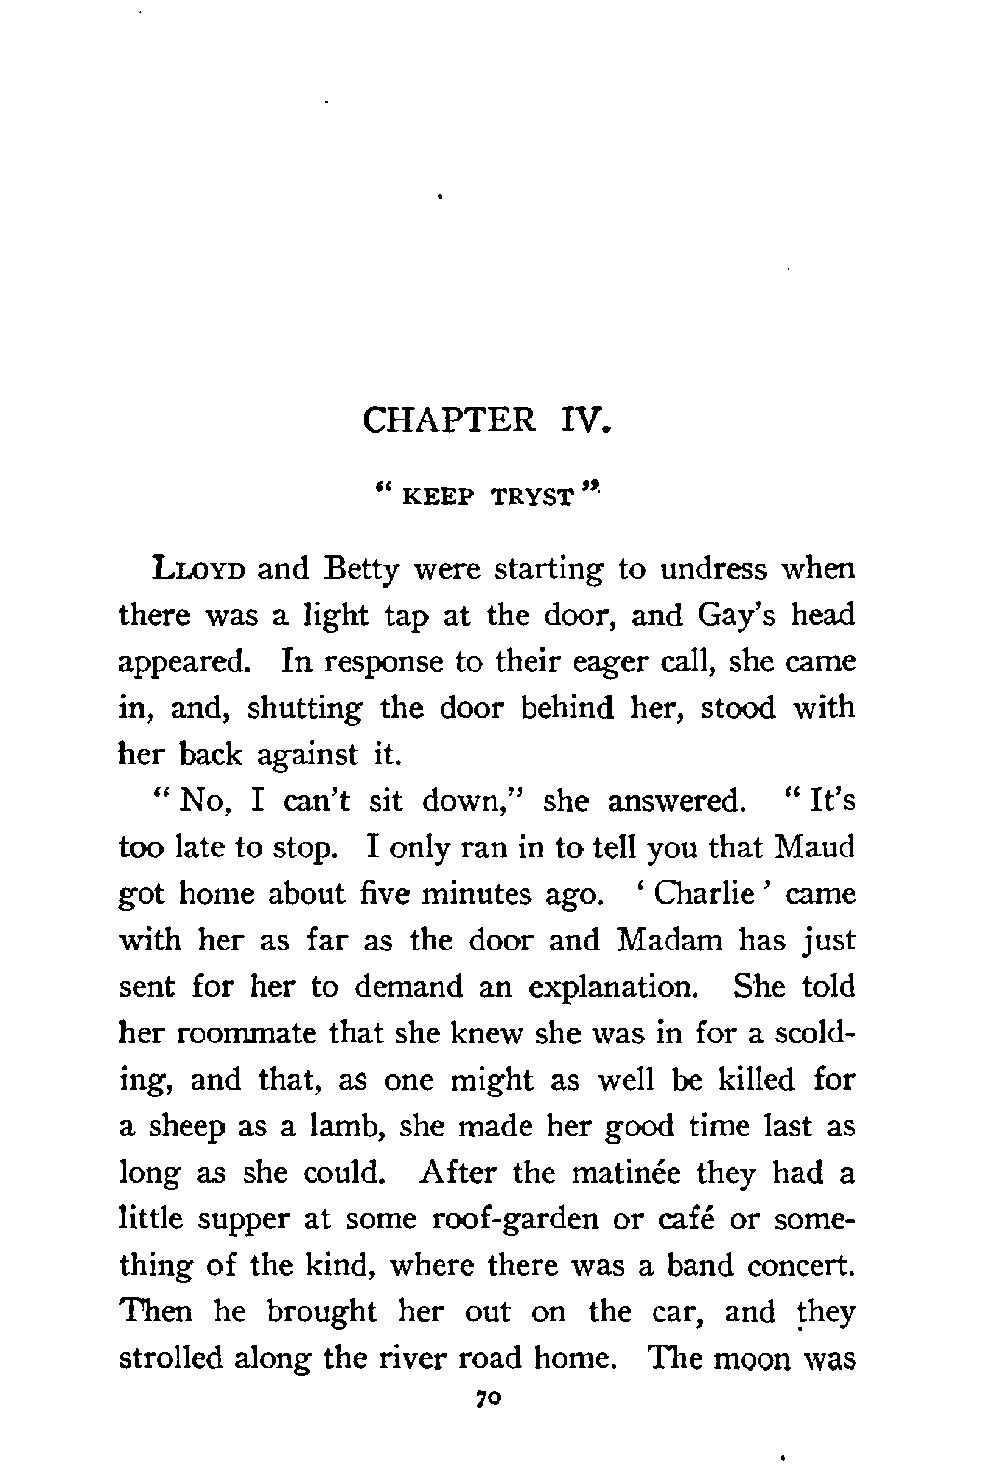 CHAPTER IV.
" KEEP TRYST "
LLOYD and Betty were starting to undress when
there was a light tap at the door, and Gay's head
appeared. In response to their eager call, she came
in, and, shutting the door behind her, stood with
her back against it.
" No, I can't sit down," she answered. " It's
too late to stop. I only ran in to tell you that Maud
got home about five minutes ago. ' Charlie ' came
with her as far as the door and Madam has just
sent for her to demand an explanation. She told
her roommate that she knew she was in for a scold-
ing, and that, as one might as well be killed for
a sheep as a lamb, she made her good time last as
long as she could. After the matinée they had a
little supper at some roof-garden or café or some-
thing of the kind, where there was a band concert.
Then he brought her out on the car, and they
strolled along the river road home. The moon was
70